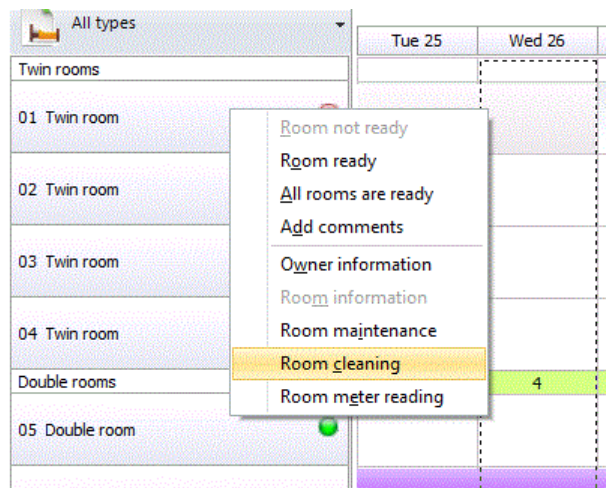 All types
Tue 25 Wed 26
Twin rooms
01 Twin room
Room not ready
Room ready
All rooms are ready
Add comments
Owner information
Room information
Room maintenance
Room cleaning
Room meter reading
02 Twin room
03 Twin room
04 Twin room
Double rooms 4
05 Double room